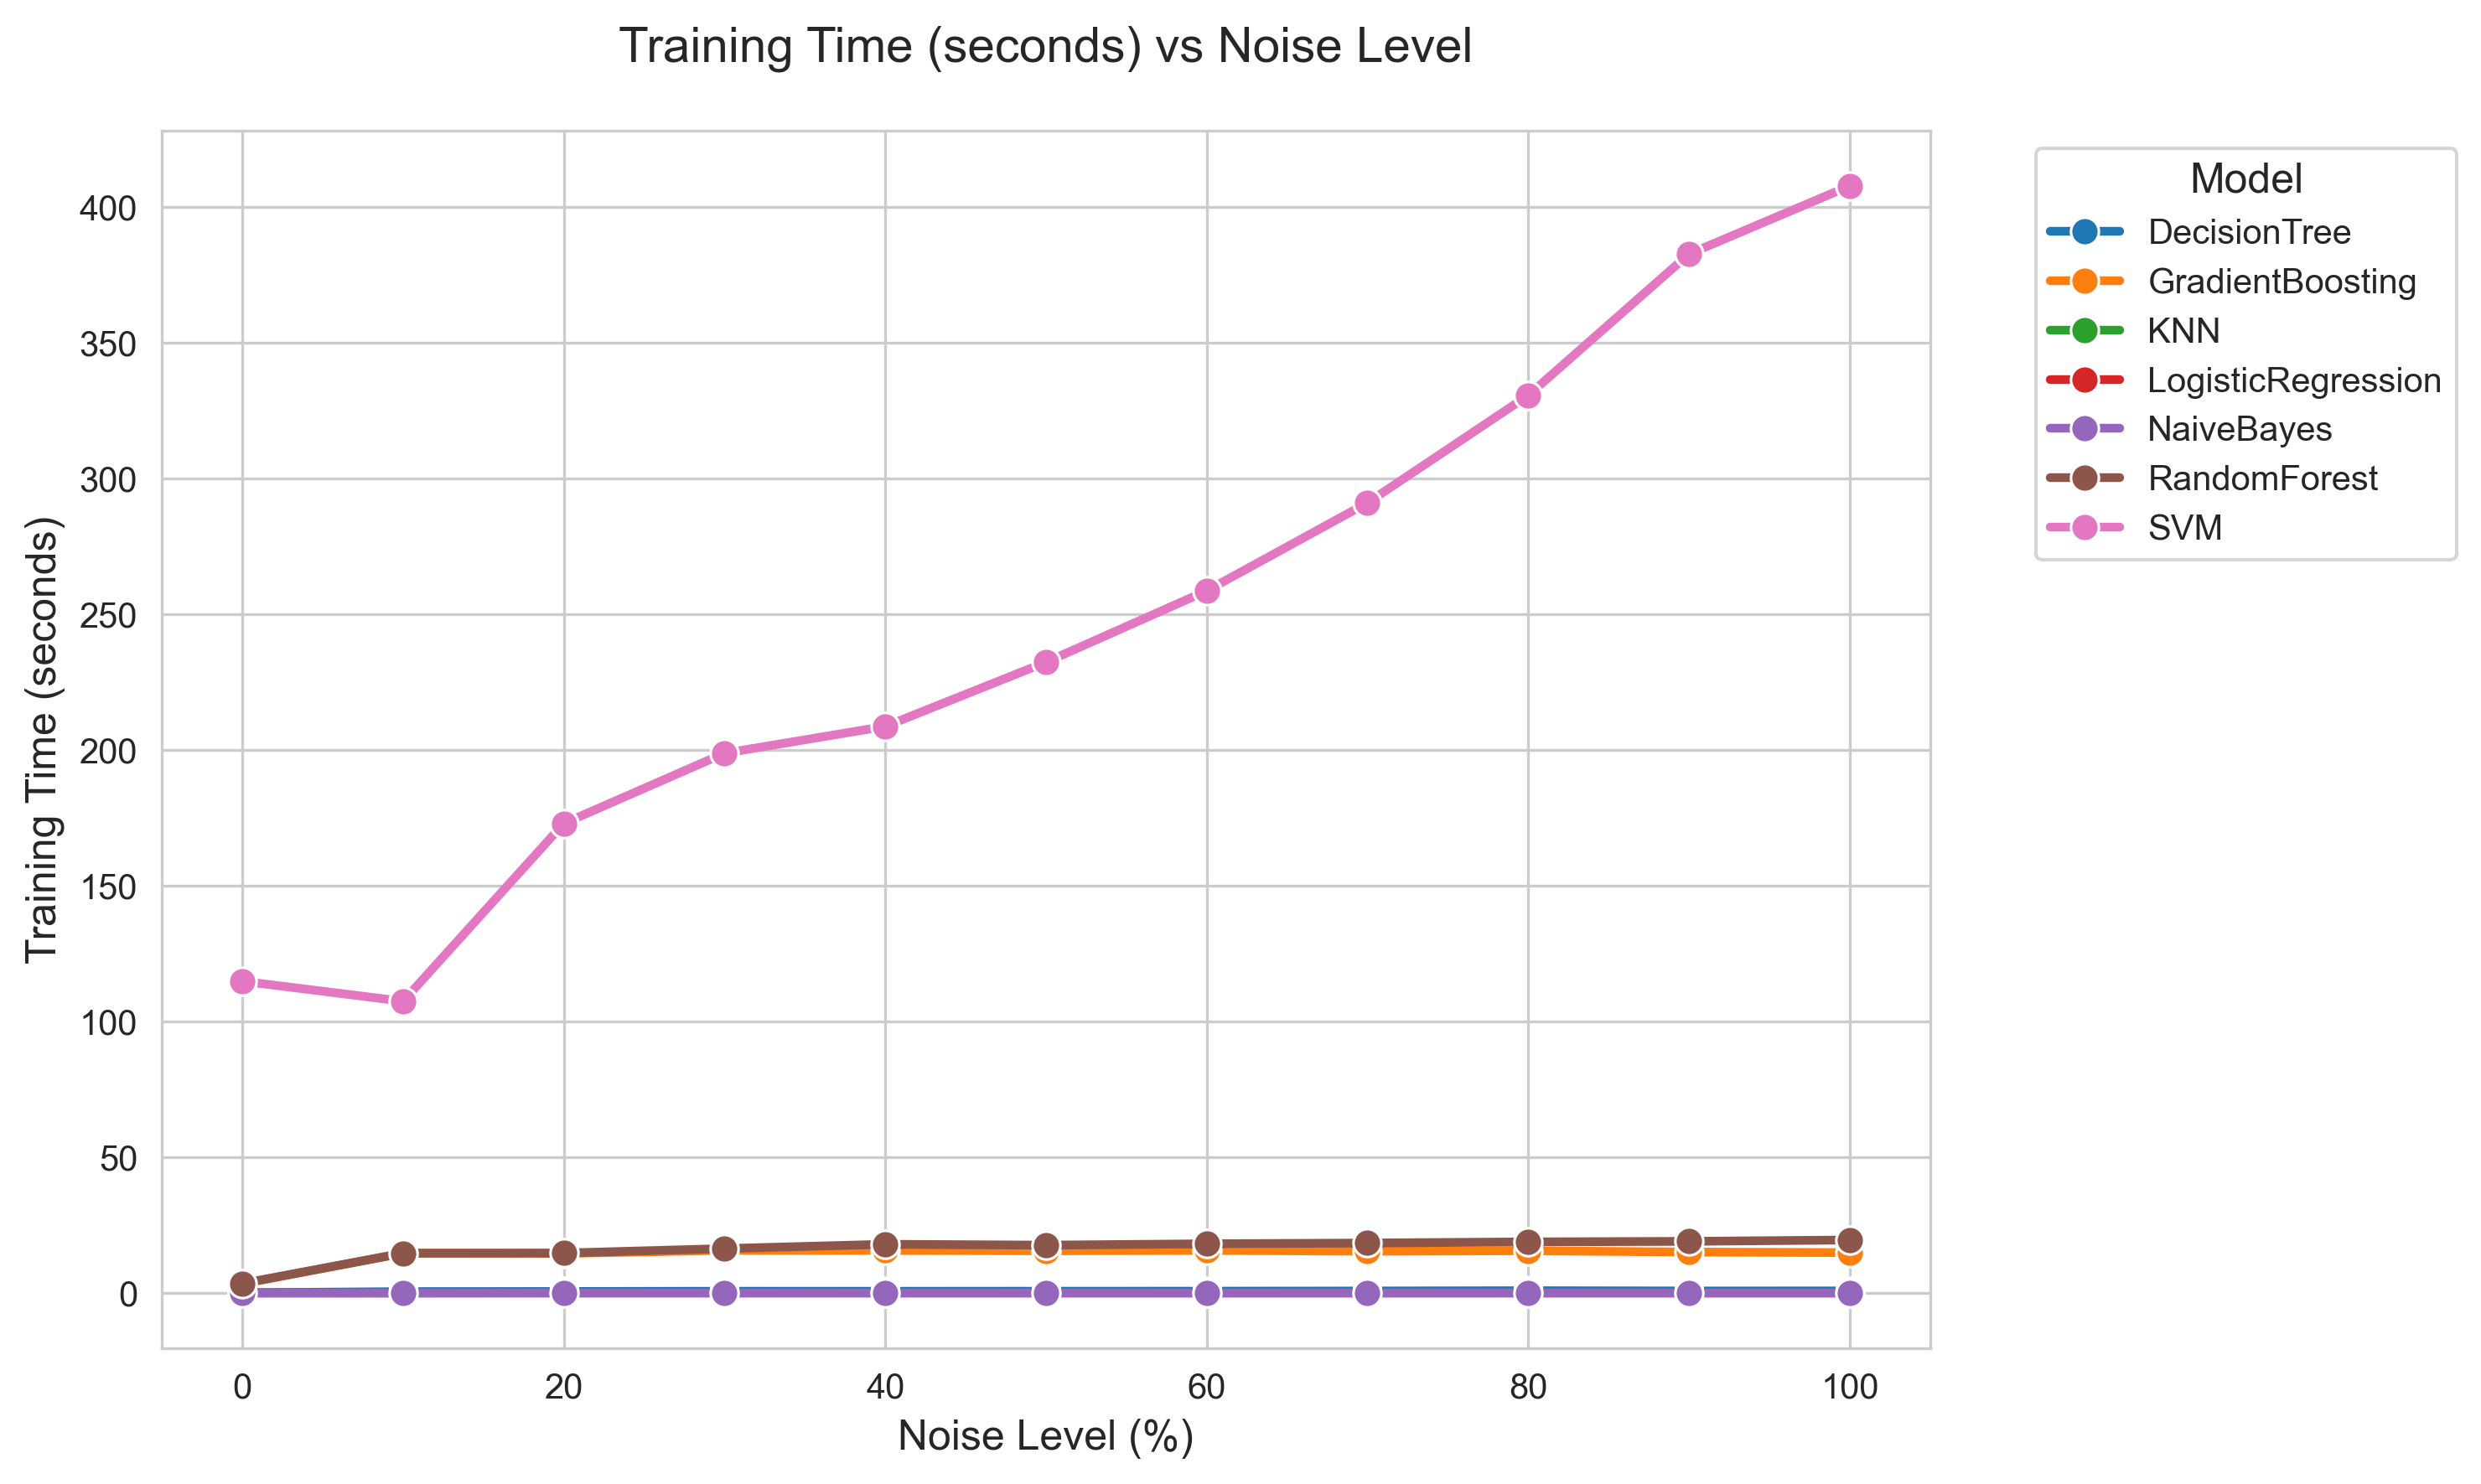 Training Time (seconds) vs Noise Level
Training Time (seconds)
400
350
300
250
200
150
100
50
0
0 20 40 60 80 100
Noise Level (%)
Model
DecisionTree
GradientBoosting
KNN
LogisticRegression
NaiveBayes
RandomForest
SVM